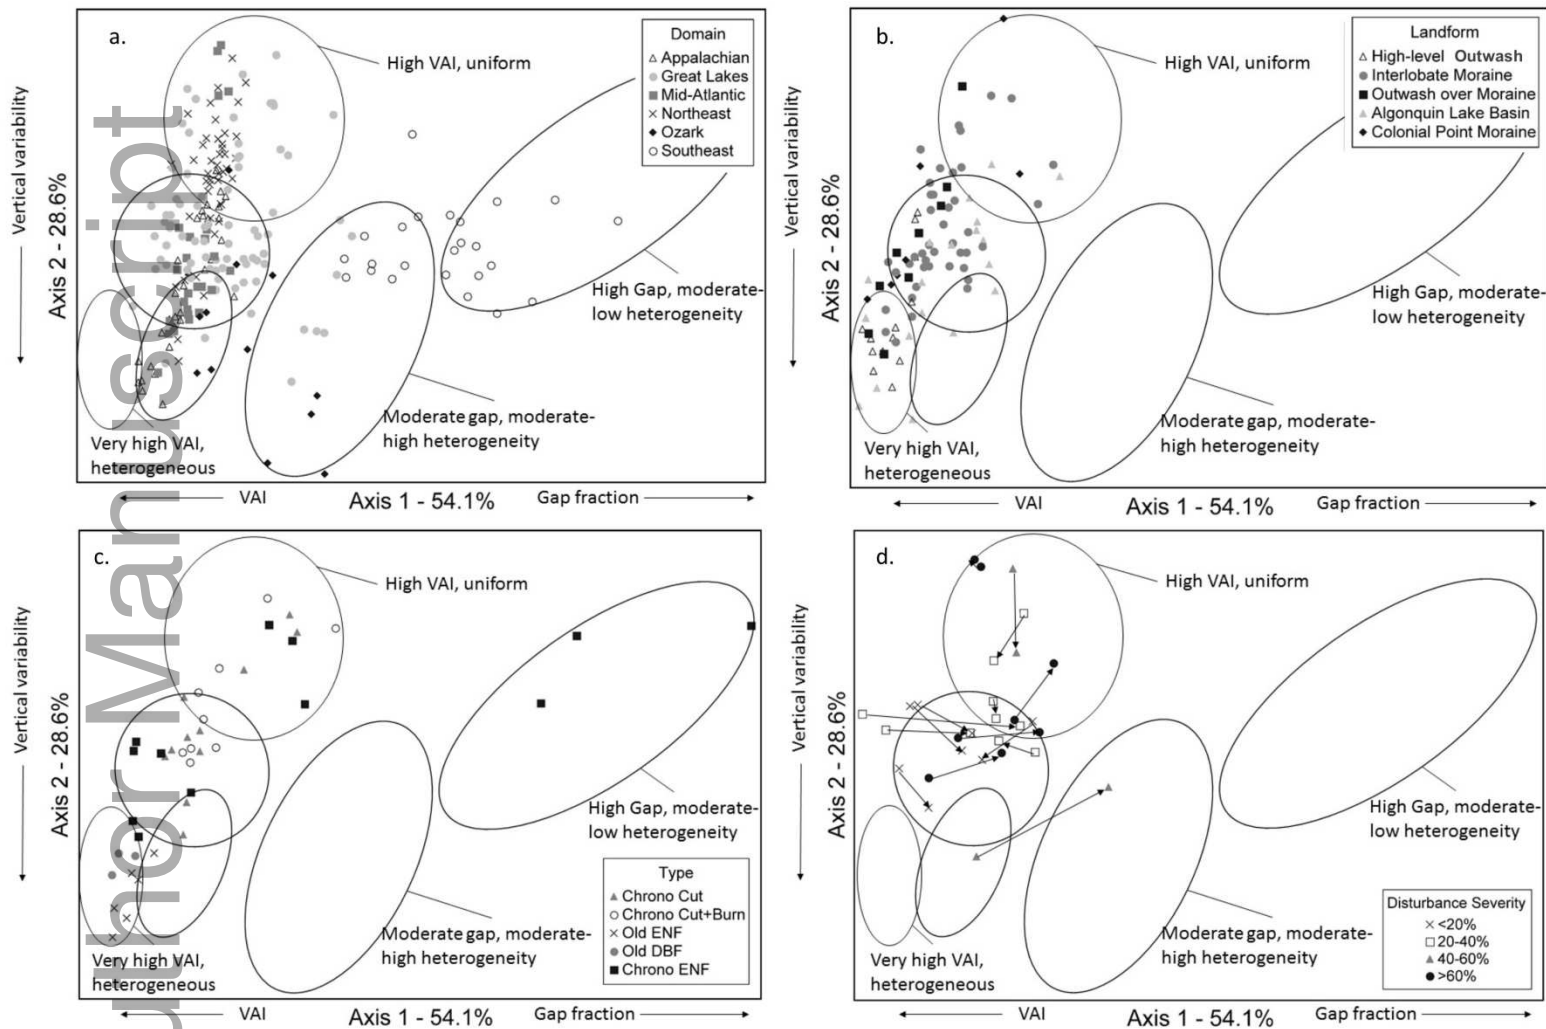 a.
High VAI, uniform
Domain
Appalachian
Great Lakes
Mid-Atlantic
Northeast
Ozark
Southeast
High Gap, moderate-
low heterogeneity
Moderate gap, moderate-
high heterogeneity
Very high VAI,
heterogeneous
Vertical variability
Axis 2 - 28.6%
VAI
Axis 1 - 54.1%
Gap fraction
b.
High VAI, uniform
Landform
High-level Outwash
Interlobate Moraine
Outwash over Moraine
Algonquin Lake Basin
Colonial Point Moraine
High Gap, moderate-
low heterogeneity
Moderate gap, moderate-
high heterogeneity
Very high VAI,
heterogeneous
Vertical variability
Axis 2 - 28.6%
VAI
Axis 1 - 54.1%
Gap fraction
c.
High VAI, uniform
High Gap, moderate-
low heterogeneity
Type
Chrono Cut
Chrono Cut+Burn
Old ENF
Old DBF
Chrono ENF
Moderate gap, moderate-
high heterogeneity
Very high VAI,
heterogeneous
Vertical variability
Axis 2 - 28.6%
VAI
Axis 1 - 54.1%
Gap fraction
d.
High VAI, uniform
High Gap, moderate-
low heterogeneity
Disturbance Severity
<20%
20-40%
40-60%
>60%
Moderate gap, moderate-
high heterogeneity
Very high VAI,
heterogeneous
Vertical variability
Axis 2 - 28.6%
VAI
Axis 1 - 54.1%
Gap fraction
uthor Manuscript